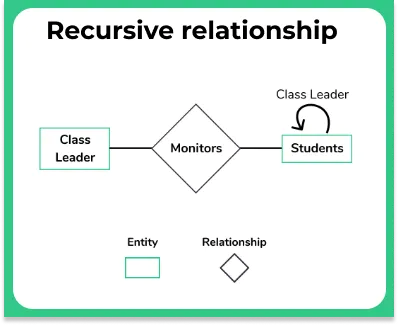 Recursive relationship
Class Leader
Class
Leader
Monitors
Students
Entity
Relationship